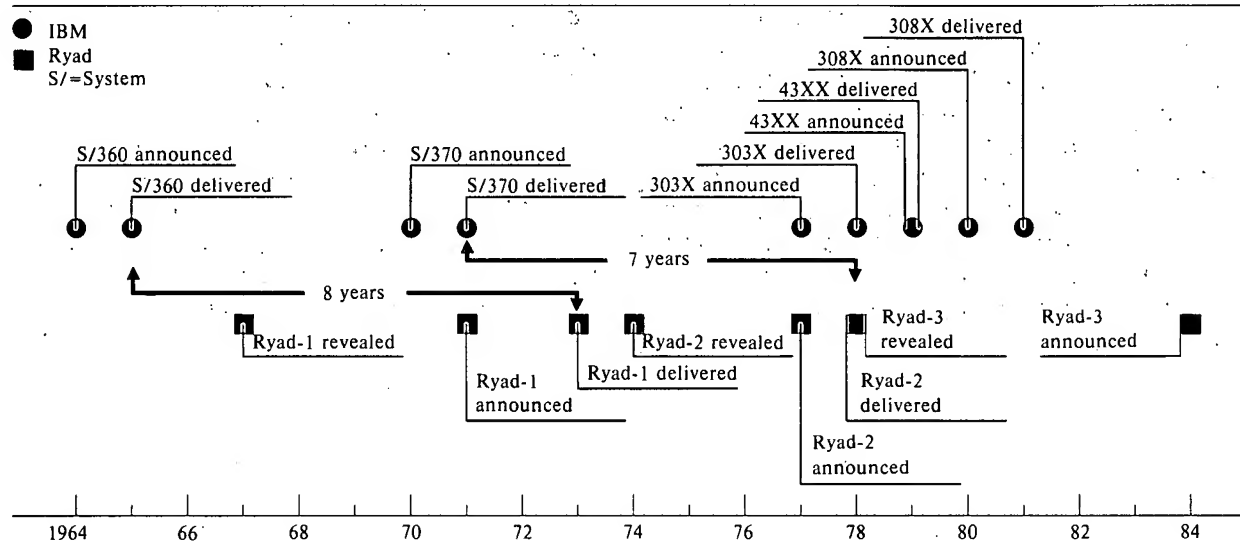 IBM
Ryad
S/=System
308X delivered
308X announced
43XX delivered
43XX announced
S/360 announced
S/370 announced
303X delivered
S/360 delivered
S/370 delivered
303X announced
7 years
8 years
Ryad-1 revealed
Ryad-2 revealed
Ryad-3
revealed
Ryad-3
announced
Ryad-1
announced
Ryad-1 delivered
Ryad-2
delivered
Ryad-2
announced
1964 66 68 70 72 74 76 78 80 82 84